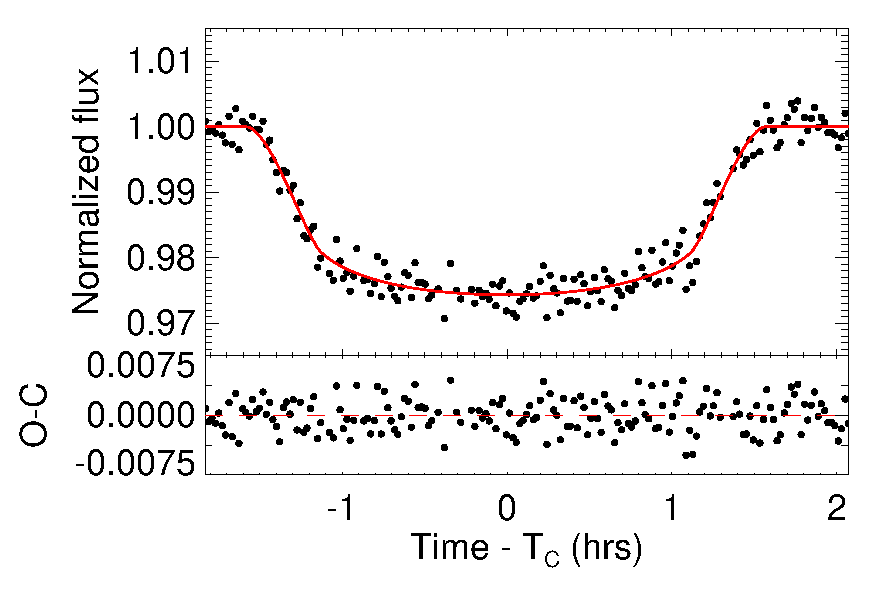 Normalized flux
1.01
1.00
0.99
0.98
0.97
O-C
0.0075
0.0000
-0.0075
-1 0 1 2
Time - T_C (hrs)